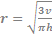 r = √(3v/πh)